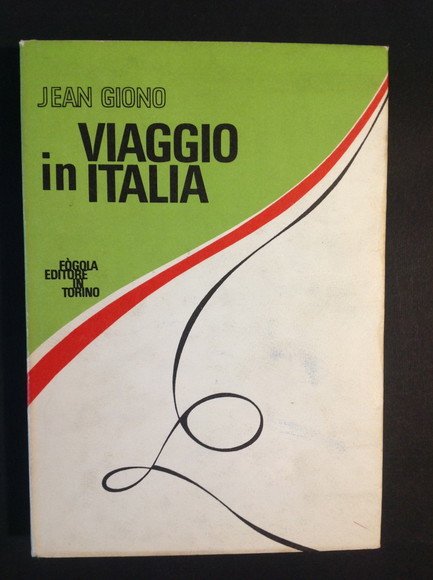 JEAN GIONO
VIAGGIO
in ITALIA
FÒGOLA
EDITORE
IN
TORINO